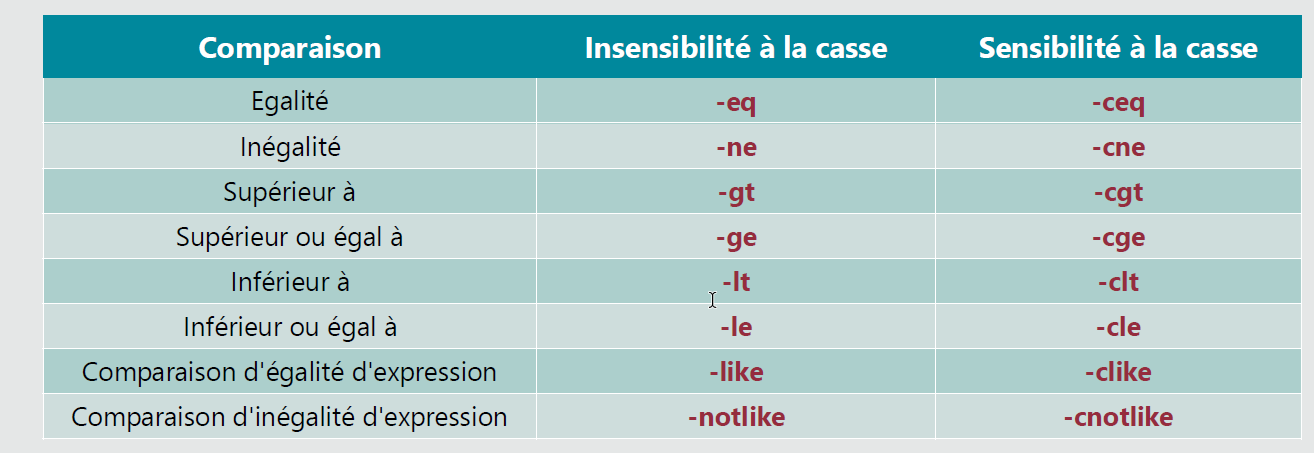 Comparaison Insensibilité à la casse Sensibilité à la casse
Egalité -eq -ceq
Inégalité -ne -cne
Supérieur à -gt -cgt
Supérieur ou égal à -ge -cge
Inférieur à -lt -clt
Inférieur ou égal à -le -cle
Comparaison d'égalité d'expression -like -clike
Comparaison d'inégalité d'expression -notlike -cnotlike